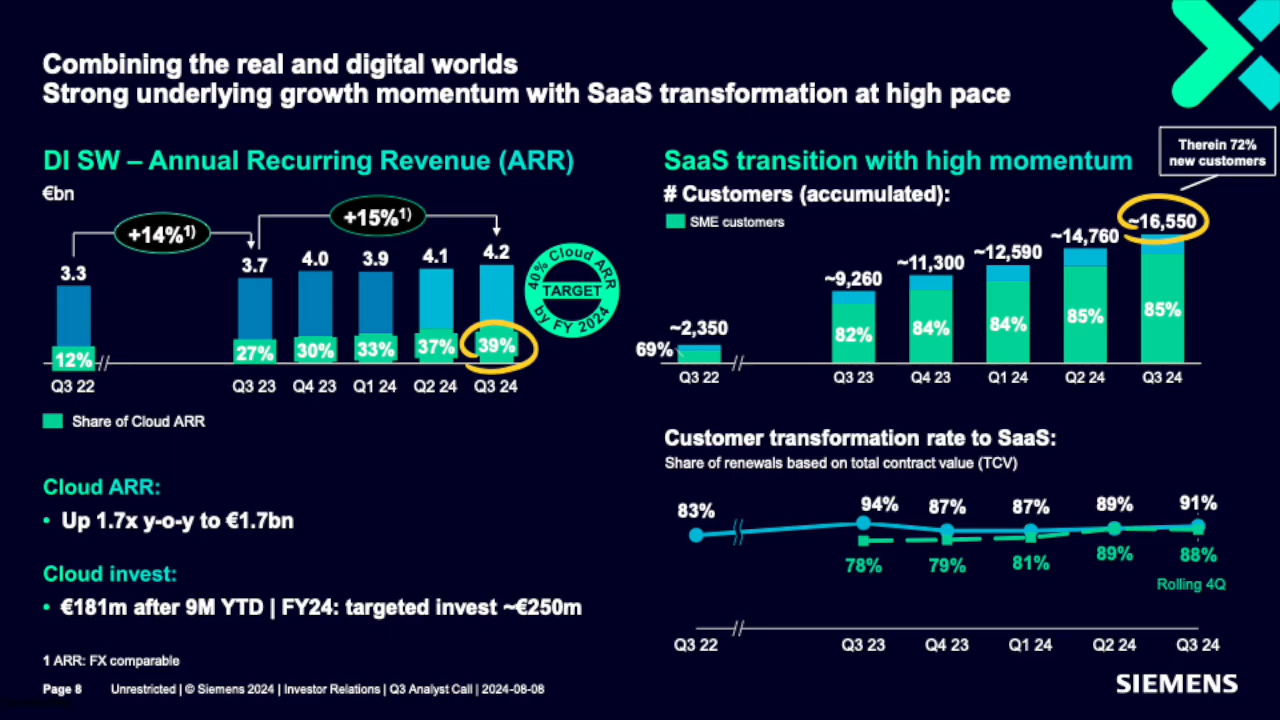 Combining the real and digital worlds
Strong underlying growth momentum with SaaS transformation at high pace
DI SW – Annual Recurring Revenue (ARR)
€bn
+14%1)
+15%1)
3.3
3.7
4.0
3.9
4.1
4.2
12%
27%
30%
33%
37%
39%
Q3 22
Q3 23
Q4 23
Q1 24
Q2 24
Q3 24
40% Cloud ARR
TARGET
by FY 2024
Share of Cloud ARR
Cloud ARR:
• Up 1.7x y-o-y to €1.7bn
Cloud invest:
• €181m after 9M YTD | FY24: targeted invest ~€250m
SaaS transition with high momentum
Therein 72%
new customers
# Customers (accumulated):
SME customers
~2,350
~9,260
~11,300
~12,590
~14,760
~16,550
69%
82%
84%
84%
85%
85%
Q3 22
Q3 23
Q4 23
Q1 24
Q2 24
Q3 24
Customer transformation rate to SaaS:
Share of renewals based on total contract value (TCV)
83%
94%
87%
87%
89%
91%
78%
79%
81%
89%
88%
Rolling 4Q
Q3 22
Q3 23
Q4 23
Q1 24
Q2 24
Q3 24
1 ARR: FX comparable
Page 8 Unrestricted | © Siemens 2024 | Investor Relations | Q3 Analyst Call | 2024-08-08
SIEMENS